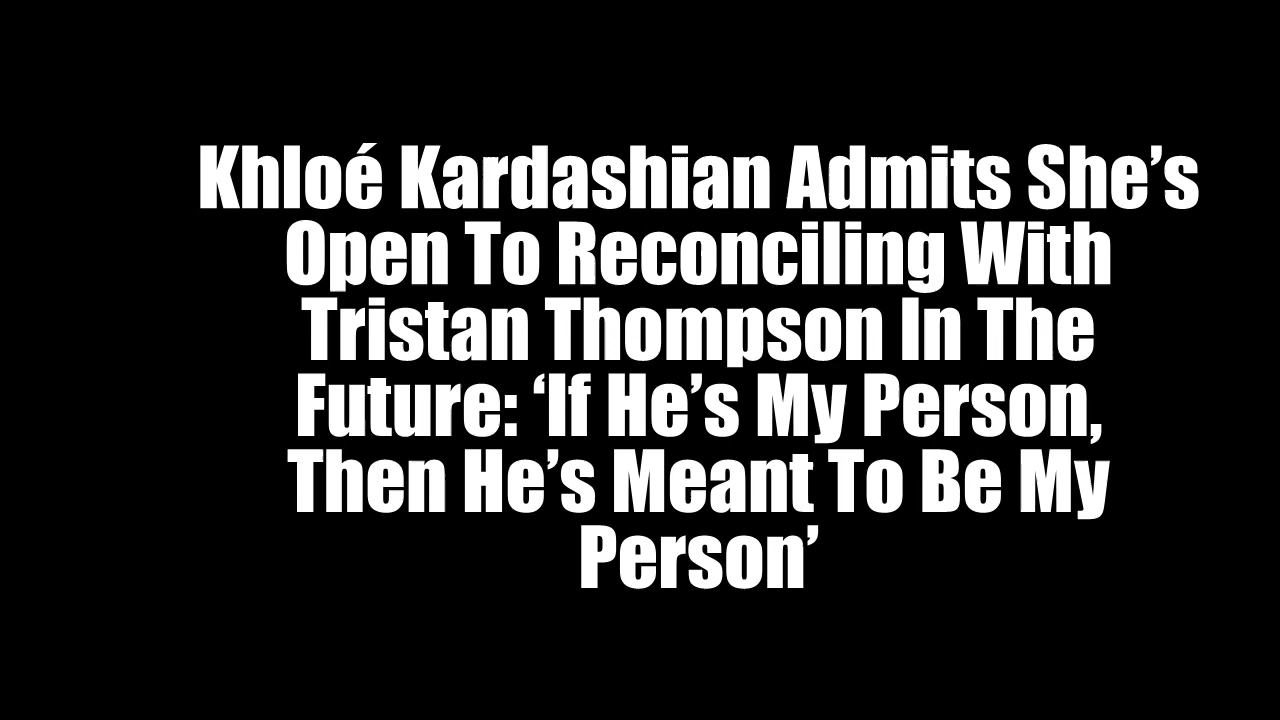 Khloé Kardashian Admits She’s
Open To Reconciling With
Tristan Thompson In The
Future: ‘If He’s My Person,
Then He’s Meant To Be My
Person’